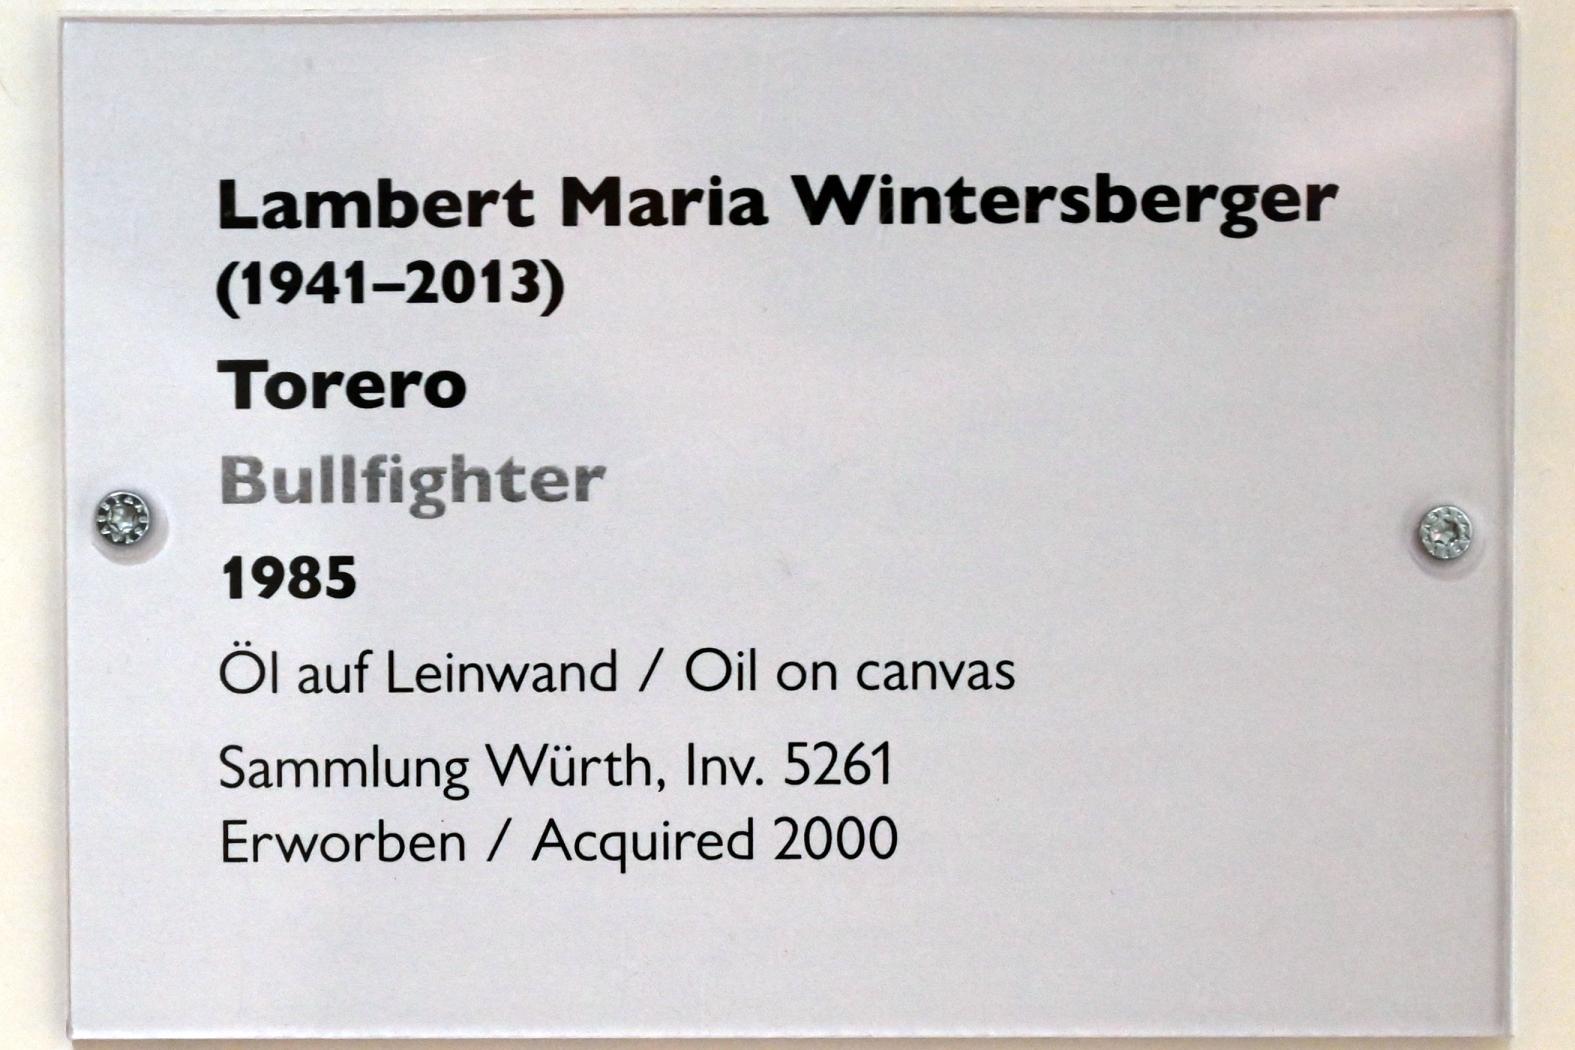 Lambert Maria Wintersberger
(1941–2013)
Torero
Bullfighter
1985
Öl auf Leinwand / Oil on canvas
Sammlung Würth, Inv. 5261
Erworben / Acquired 2000